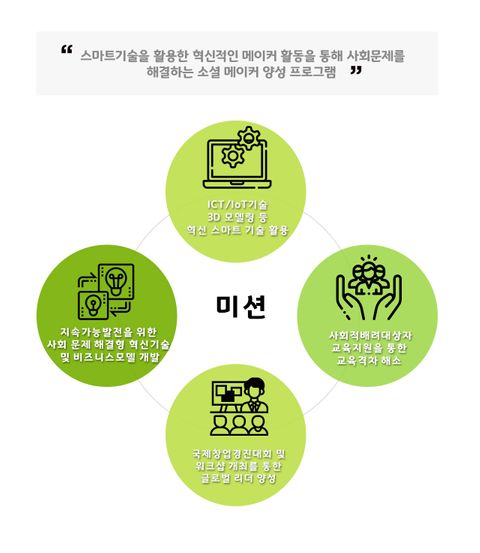 “ 스마트기술을 활용한 혁신적인 메이커 활동을 통해 사회문제를
해결하는 소셜 메이커 양성 프로그램 ”
ICT/IoT기술
3D 모델링 등
혁신 스마트 기술 활용
미션
지속가능발전을 위한
사회 문제 해결형 혁신기술
및 비즈니스모델 개발
사회적배려대상자
교육지원을 통한
교육격차 해소
국제창업경진대회 및
워크샵 개최를 통한
글로벌 리더 양성